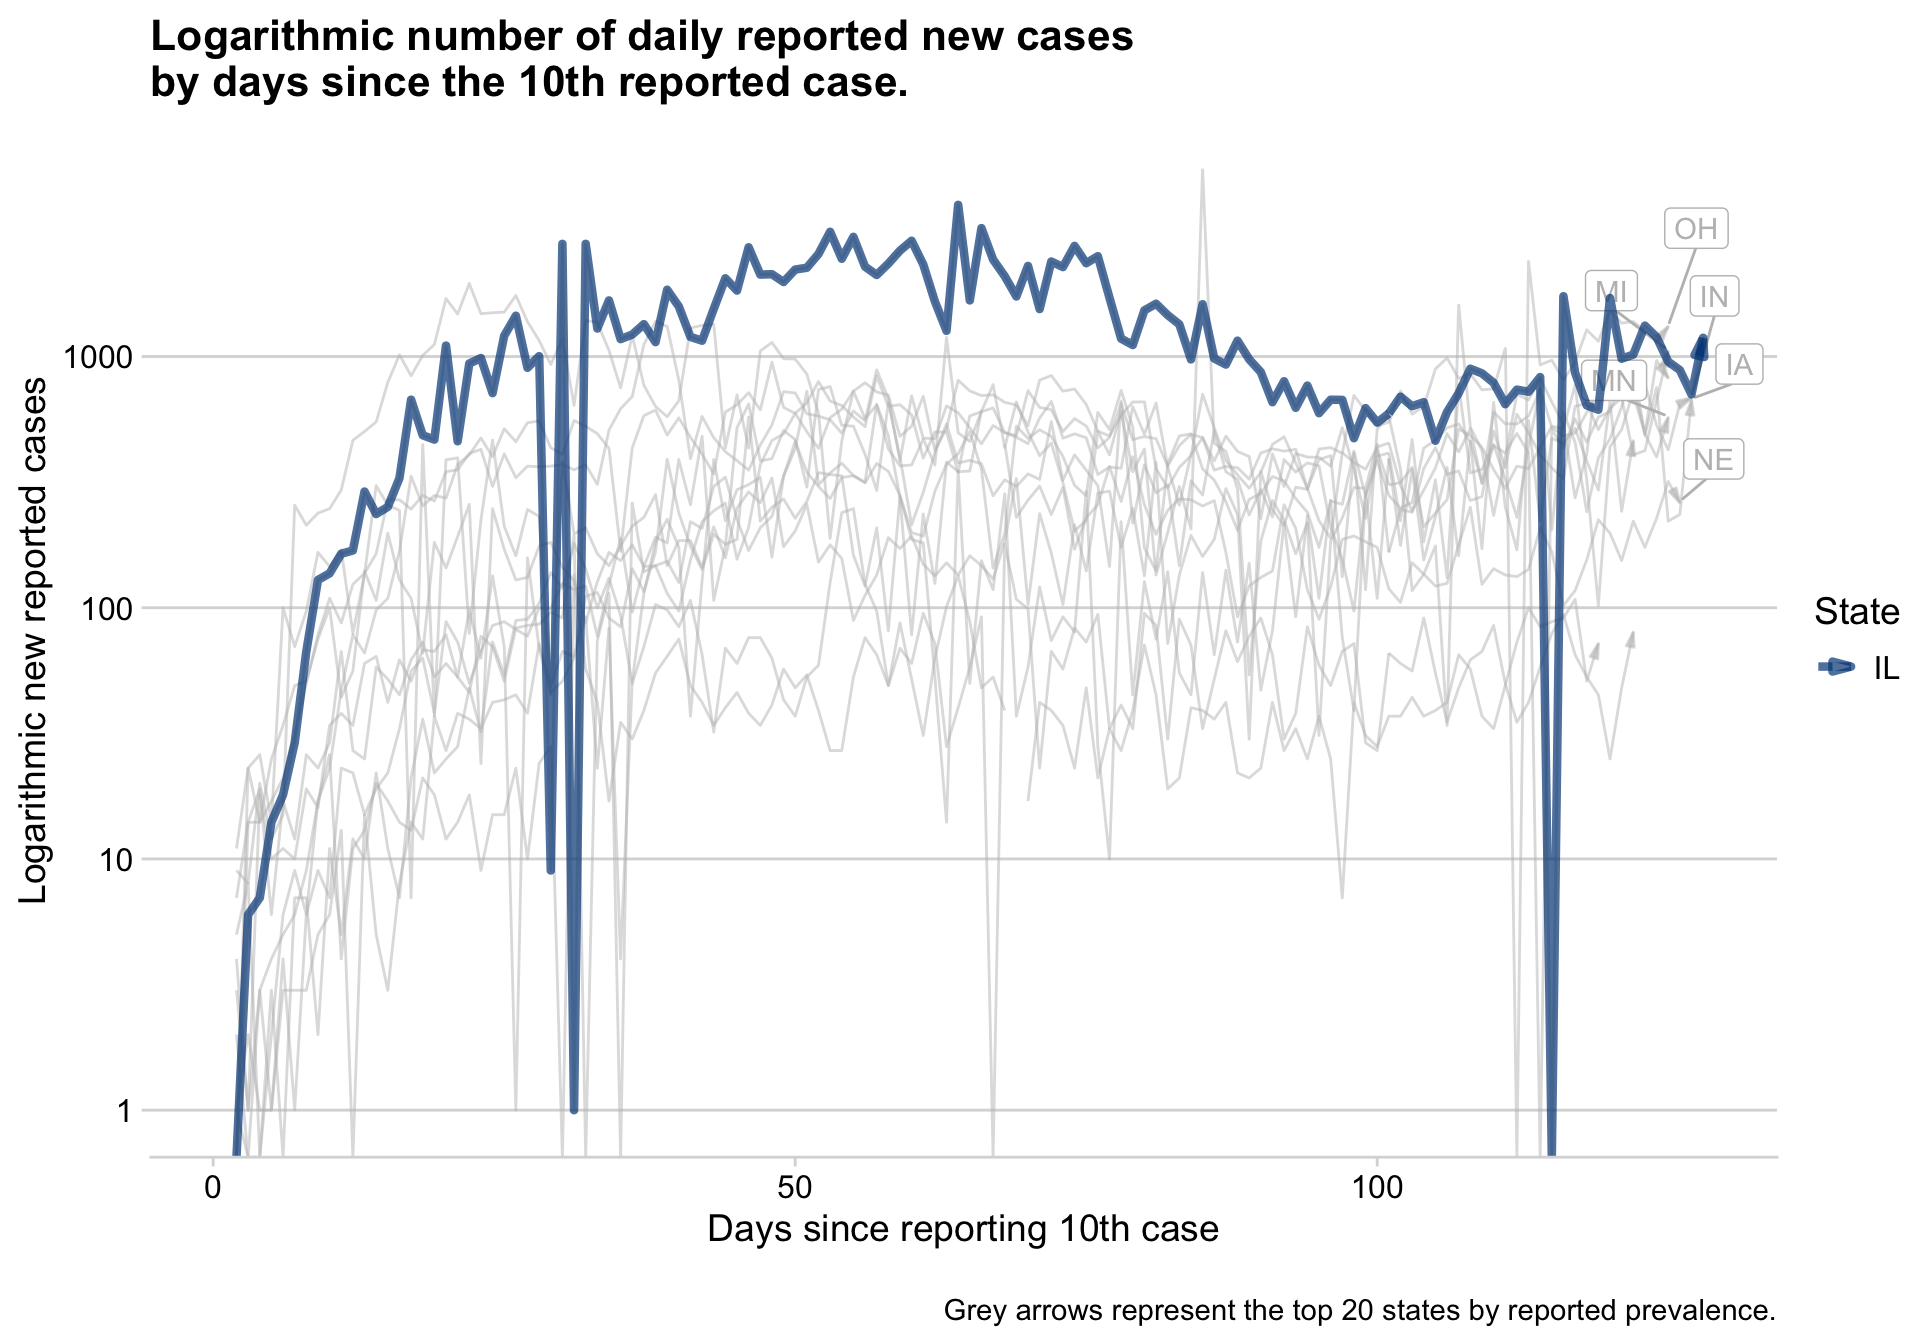 Logarithmic number of daily reported new cases
by days since the 10th reported case.
OH
MI
IN
1000
IA
MN
NE
100
10
1
Logarithmic new reported cases
State
IL
0
50
100
Days since reporting 10th case
Grey arrows represent the top 20 states by reported prevalence.